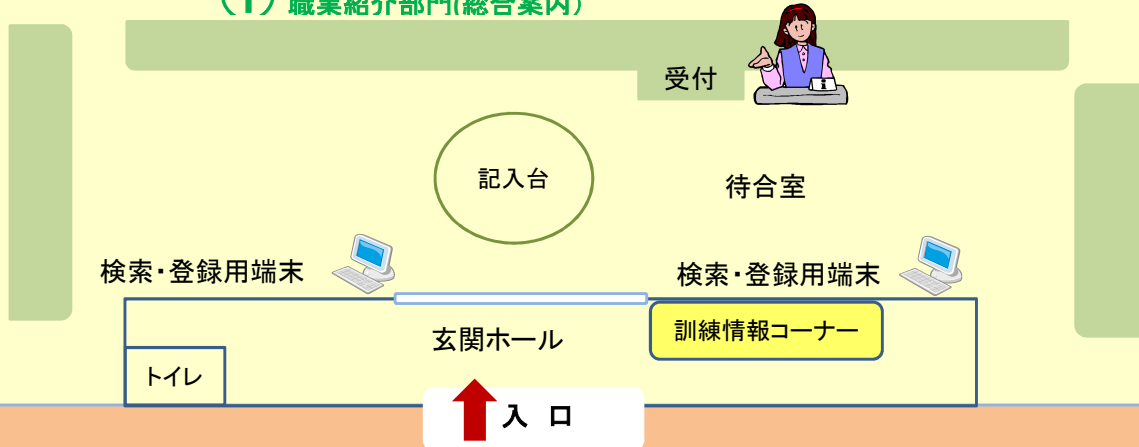 (1) 職業紹介部門(総合案内)
受付
i
記入台
待合室
検索・登録用端末
検索・登録用端末
玄関ホール
訓練情報コーナー
トイレ
入 口